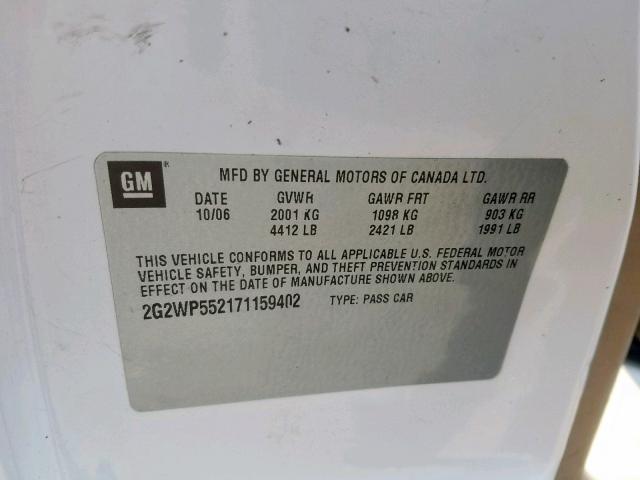 GM®
MFD BY GENERAL MOTORS OF CANADA LTD.
DATE GVWR GAWR FRT GAWR RR
10/06 2001 KG 1098 KG 903 KG
4412 LB 2421 LB 1991 LB
THIS VEHICLE CONFORMS TO ALL APPLICABLE U.S. FEDERAL MOTOR
VEHICLE SAFETY, BUMPER, AND THEFT PREVENTION STANDARDS IN
EFFECT ON THE DATE OF MANUFACTURE SHOWN ABOVE.
2G2WP552171159402 TYPE: PASS CAR